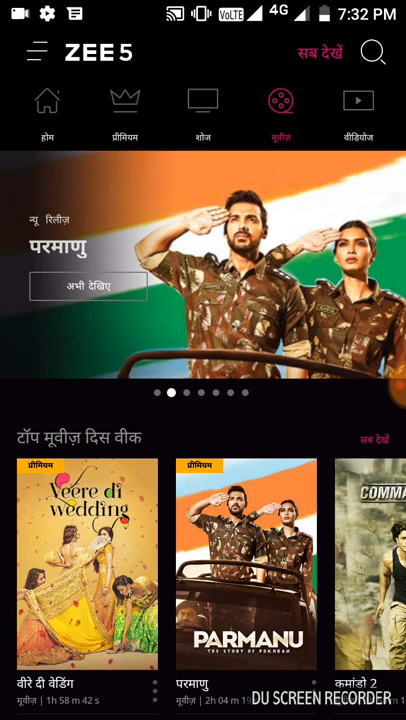 VoLTE 4G 7:32 PM
ZEE5 सब देखें
होम प्रीमियम शोज मूवीज़ वीडियोज
न्यू रिलीज़
परमाणु
अभी देखिए
टॉप मूवीज़ दिस वीक सब देखें
प्रीमियम प्रीमियम
Veere di
wedding
COMMA
PARMANU
THE STORY OF POKHRAN
वीरे दी वेडिंग परमाणु कमांडो 2
मूवीज़ | 1h 58 m 42 s मूवीज़ | 2h 04 m 19
DU SCREEN RECORDER